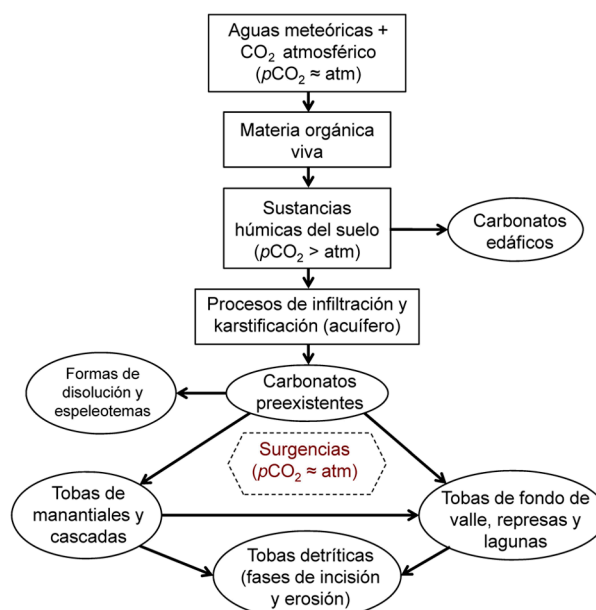 Aguas meteóricas +
CO₂ atmosférico
(pCO₂ ≈ atm)
Materia orgánica
viva
Sustancias
húmicas del suelo
(pCO₂ > atm)
Carbonatos
edáficos
Procesos de infiltración y
karstificación (acuífero)
Formas de
disolución y
espeleotemas
Carbonatos
preexistentes
Surgencias
(pCO₂ ≈ atm)
Tobas de
manantiales y
cascadas
Tobas de fondo de
valle, represas y
lagunas
Tobas detríticas
(fases de incisión
y erosión)